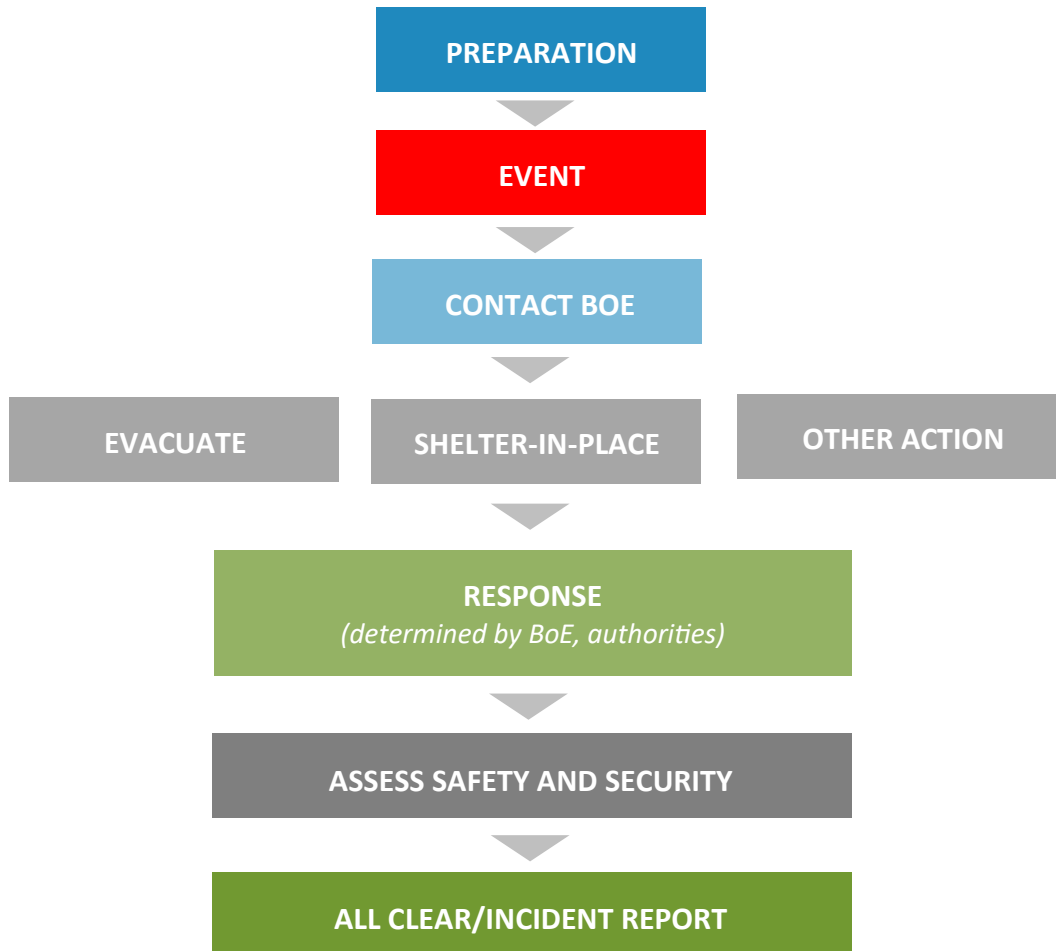 PREPARATION
EVENT
CONTACT BOE
EVACUATE
SHELTER-IN-PLACE
OTHER ACTION
RESPONSE
(determined by BoE, authorities)
ASSESS SAFETY AND SECURITY
ALL CLEAR/INCIDENT REPORT